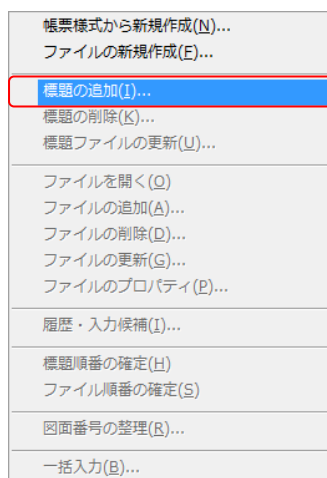 帳票様式から新規作成(N)...
ファイルの新規作成(F)...
標題の追加(I)...
標題の削除(K)...
標題ファイルの更新(U)...
ファイルを開く(O)
ファイルの追加(A)...
ファイルの削除(D)...
ファイルの更新(G)...
ファイルのプロパティ(P)...
履歴・入力候補(I)...
標題順番の確定(H)
ファイル順番の確定(S)
図面番号の整理(R)...
一括入力(B)...